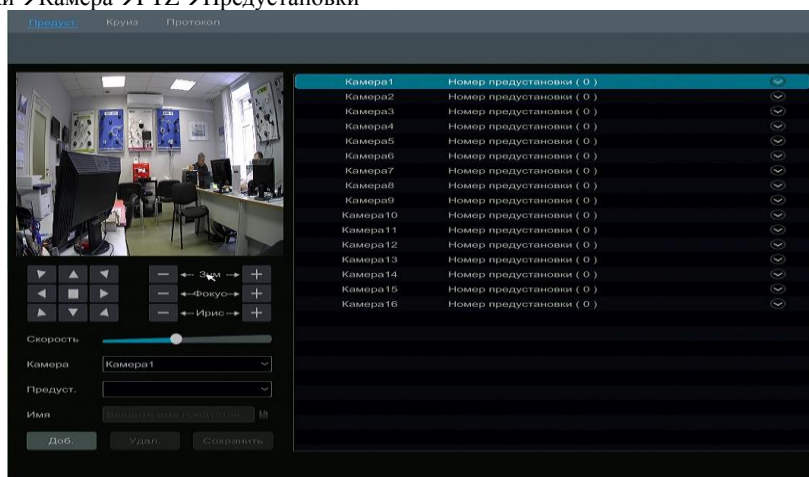 ки→Камера→PTZ→Предустановки
Предуст. Круиз Протокол
Камера1 Номер предустановки ( 0 )
Камера2 Номер предустановки ( 0 )
Камера3 Номер предустановки ( 0 )
Камера4 Номер предустановки ( 0 )
Камера5 Номер предустановки ( 0 )
Камера6 Номер предустановки ( 0 )
Камера7 Номер предустановки ( 0 )
Камера8 Номер предустановки ( 0 )
Камера9 Номер предустановки ( 0 )
Камера10 Номер предустановки ( 0 )
Камера11 Номер предустановки ( 0 )
Камера12 Номер предустановки ( 0 )
Камера13 Номер предустановки ( 0 )
Камера14 Номер предустановки ( 0 )
Камера15 Номер предустановки ( 0 )
Камера16 Номер предустановки ( 0 )
Зум
Фокус
Ирис
Скорость
Камера Камера1
Предуст.
Имя Введите имя предустан...
Доб. Удал. Сохранить